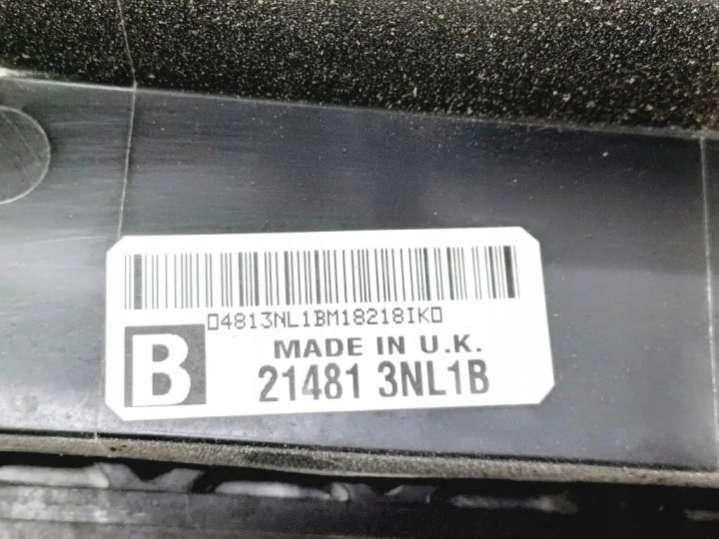 ▯4813NL1BM18218IK▯
B
MADE IN U.K.
21481 3NL1B